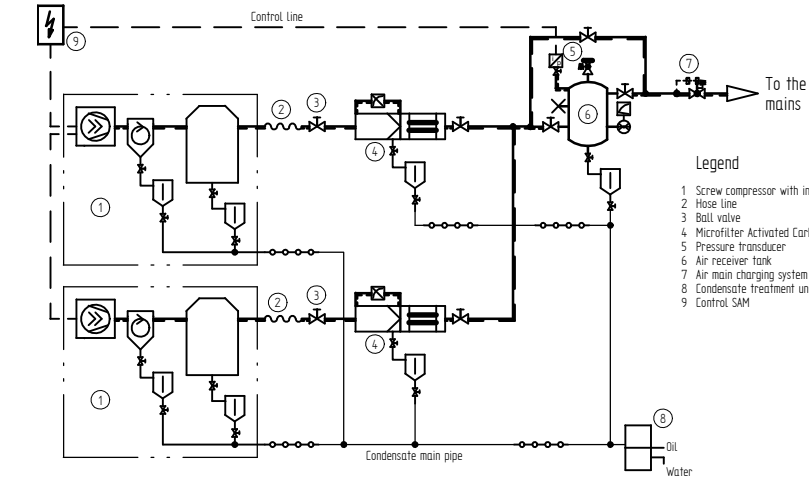 Control line
9
5
7
To the
mains
2
3
6
4
1
Legend
1 Screw compressor with in
2 Hose line
3 Ball valve
4 Microfilter Activated Carl
5 Pressure transducer
6 Air receiver tank
7 Air main charging system
8 Condensate treatment un
9 Control SAM
2
3
4
1
8
Oil
Condensate main pipe
Water